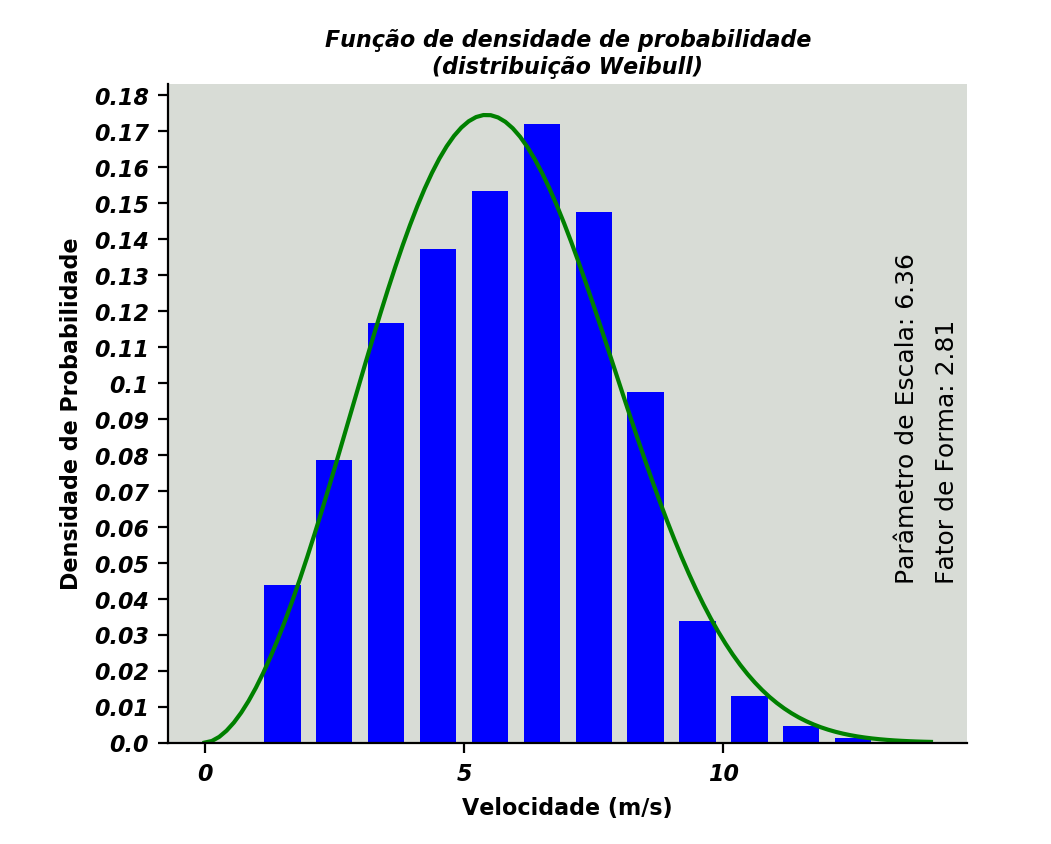 Função de densidade de probabilidade
(distribuição Weibull)
Densidade de Probabilidade
0.18
0.17
0.16
0.15
0.14
0.13
0.12
0.11
0.1
0.09
0.08
0.07
0.06
0.05
0.04
0.03
0.02
0.01
0.0
Parâmetro de Escala: 6.36
Fator de Forma: 2.81
0 5 10
Velocidade (m/s)